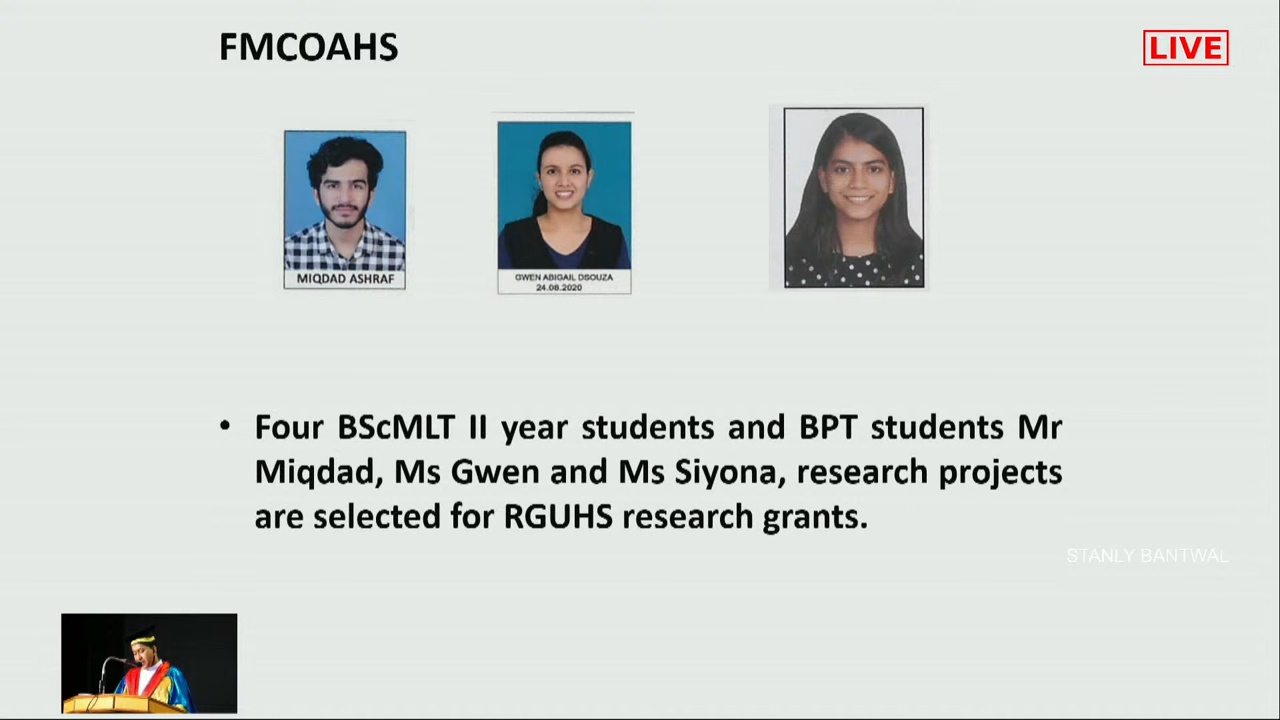 FMCOAHS
LIVE
MIQDAD ASHRAF
GWEN ABIGAIL DSOUZA
24.08.2020
• Four BScMLT II year students and BPT students Mr
Miqdad, Ms Gwen and Ms Siyona, research projects
are selected for RGUHS research grants.
STANLY BANTWAL